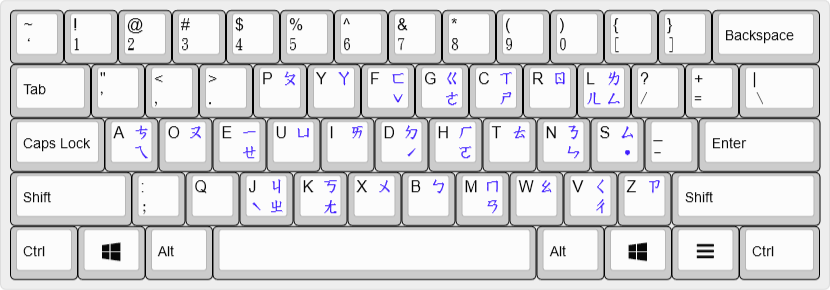 ~ ! @ # $ % ^ & * ( ) { } Backspace
‘ 1 2 3 4 5 6 7 8 9 0 [ ]
Tab " < > P ㄆ Y ㄚ F ㄈ G ㄍ C ㄒ R ㄖ L ㄌ ? + |
' , . ˇ ㄜ ㄕ ㄦ ㄥ / = \
Caps Lock A ㄘ O ㄡ E ㄧ U ㄩ I ㄞ D ㄉ H ㄏ T ㄊ N ㄋ S ㄙ _ Enter
ㄟ ㄝ ˊ ㄛ ㄣ ˙ -
Shift : Q J ㄐ K ㄎ X ㄨ B ㄅ M ㄇ W ㄠ V ㄑ Z ㄗ Shift
; ˋ ㄓ ㄤ ㄢ ㄔ
Ctrl Alt Alt Ctrl